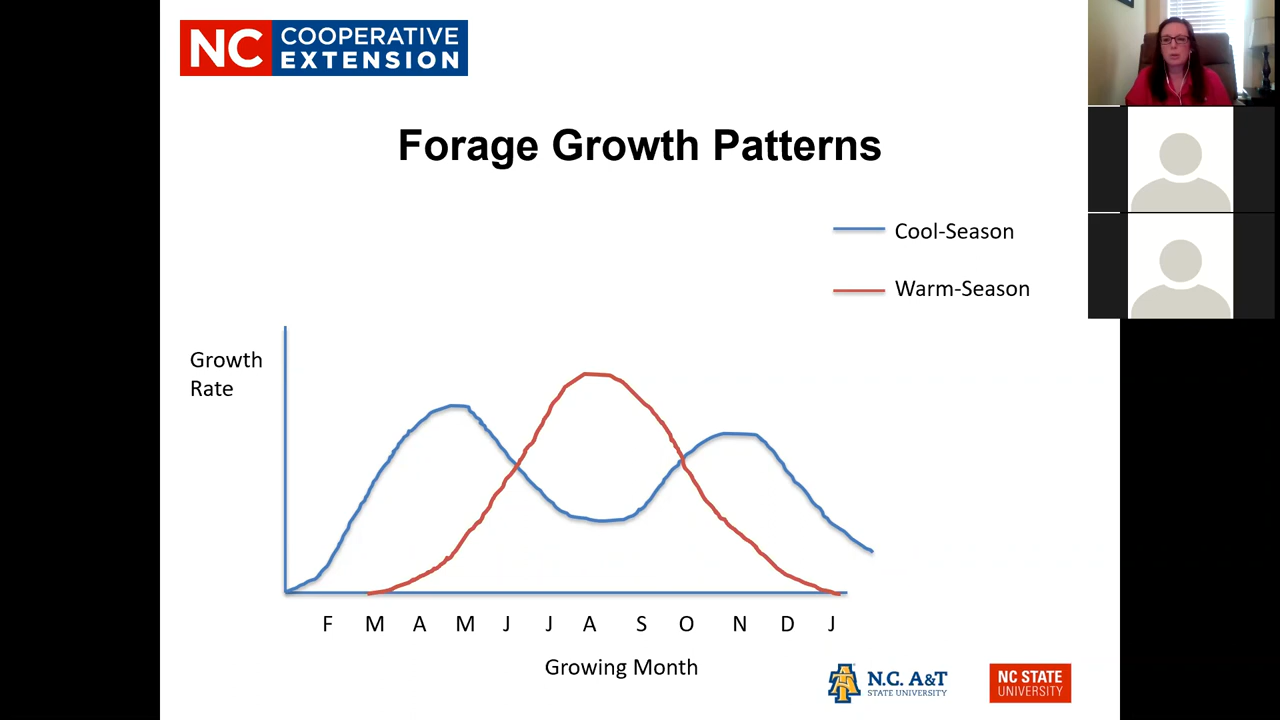 NC COOPERATIVE
EXTENSION
Forage Growth Patterns
Cool-Season
Warm-Season
Growth
Rate
F M A M J J A S O N D J
Growing Month
N.C. A&T
STATE UNIVERSITY
NC STATE
UNIVERSITY